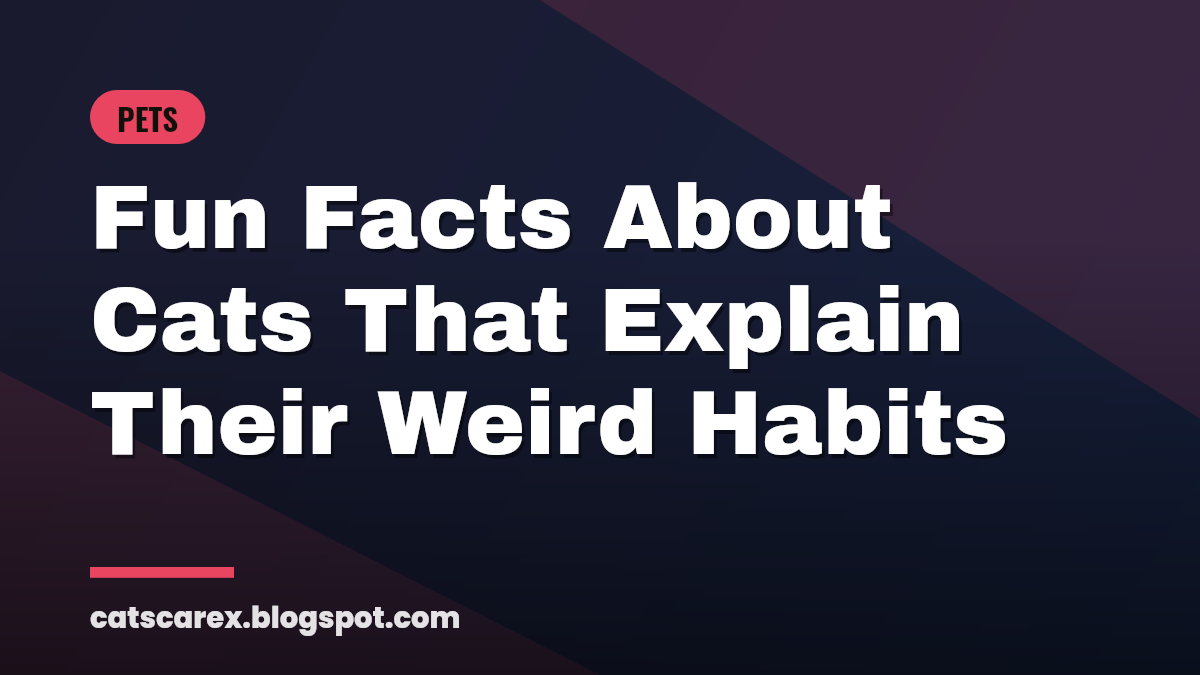 PETS
Fun Facts About
Cats That Explain
Their Weird Habits
catscarex.blogspot.com